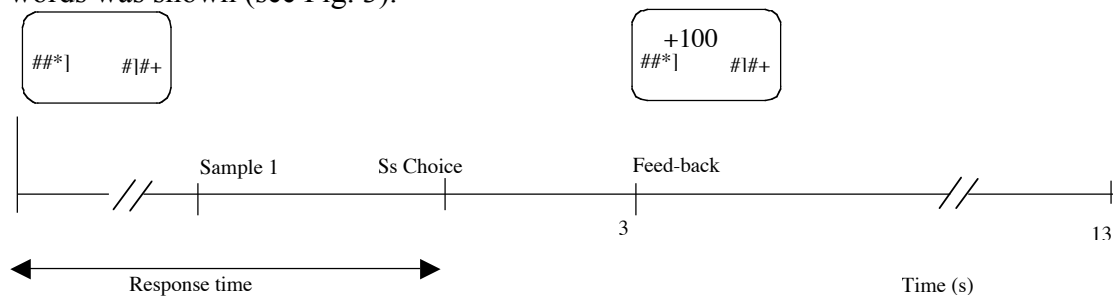 words was shown (see Fig. 3).
+100
##*] #]#+ ##*] #]#+
Sample 1 Ss Choice Feed-back
3 13
Response time Time (s)